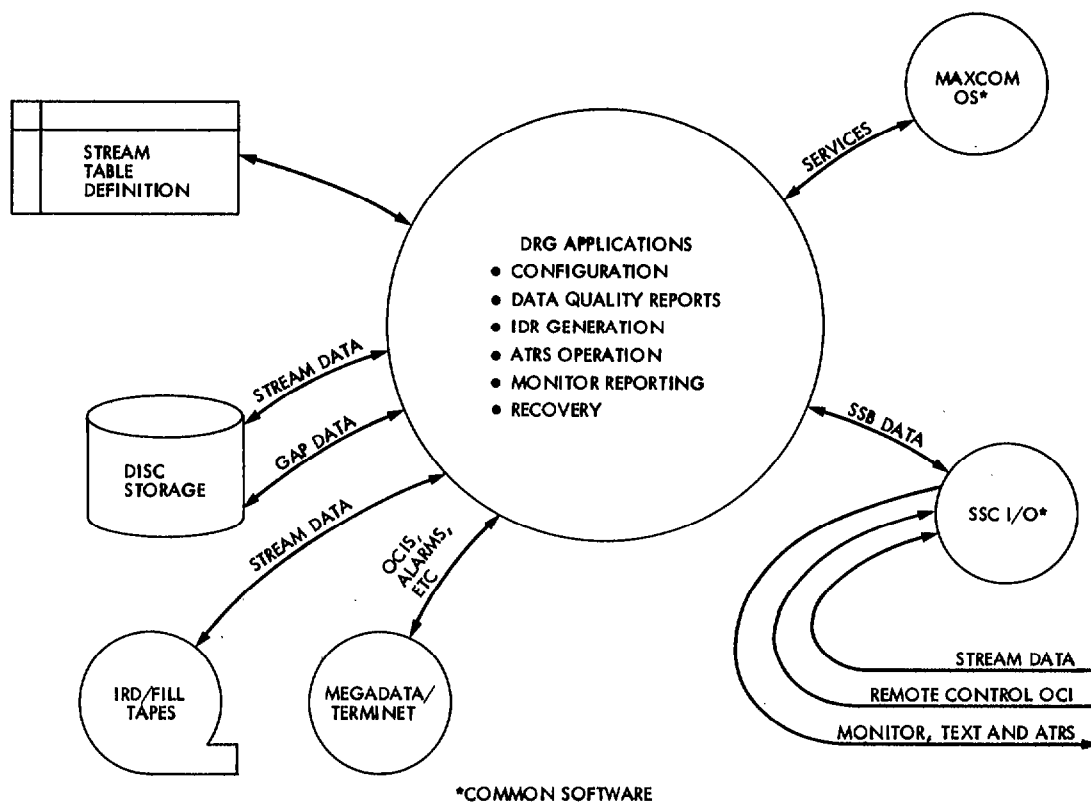 MAXCOM
OS*
SERVICES
STREAM
TABLE
DEFINITION
DRG APPLICATIONS
• CONFIGURATION
• DATA QUALITY REPORTS
• IDR GENERATION
• ATRS OPERATION
• MONITOR REPORTING
• RECOVERY
STREAM DATA
GAP DATA
DISC
STORAGE
STREAM DATA
OCIS,
ALARMS,
ETC
SSB DATA
SSC I/O*
IRD/FILL
TAPES
MEGADATA/
TERMINET
STREAM DATA
REMOTE CONTROL OCI
MONITOR, TEXT AND ATRS
*COMMON SOFTWARE